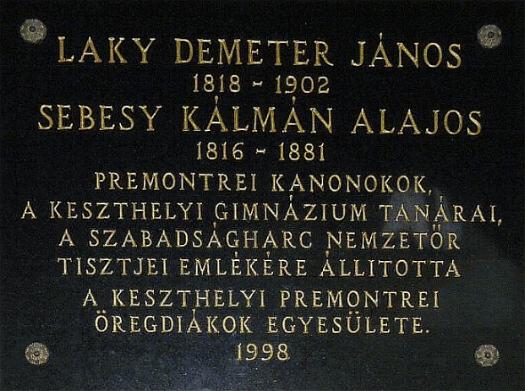 LAKY DEMETER JÁNOS
1818 - 1902
SEBESY KÁLMÁN ALAJOS
1816 - 1881
PREMONTREI KANONOKOK,
A KESZTHELYI GIMNÁZIUM TANÁRAI,
A SZABADSÁGHARC NEMZETŐR
TISZTJEI EMLÉKÉRE ÁLLITOTTA
A KESZTHELYI PREMONTREI
ÖREGDIÁKOK EGYESÜLETE.
1998